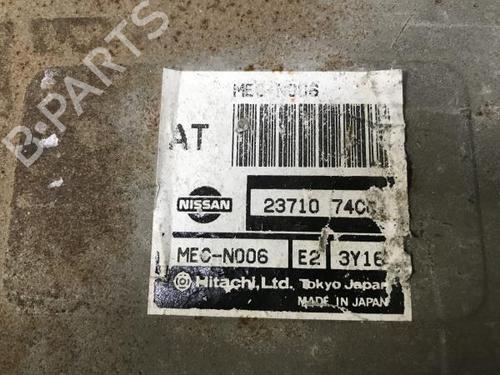 MEC-N006
AT
NISSAN
23710 74C
MEC-N006 E2 3Y16
Hitachi, Ltd. Tokyo Japan
MADE IN JAPAN
B-PARTS